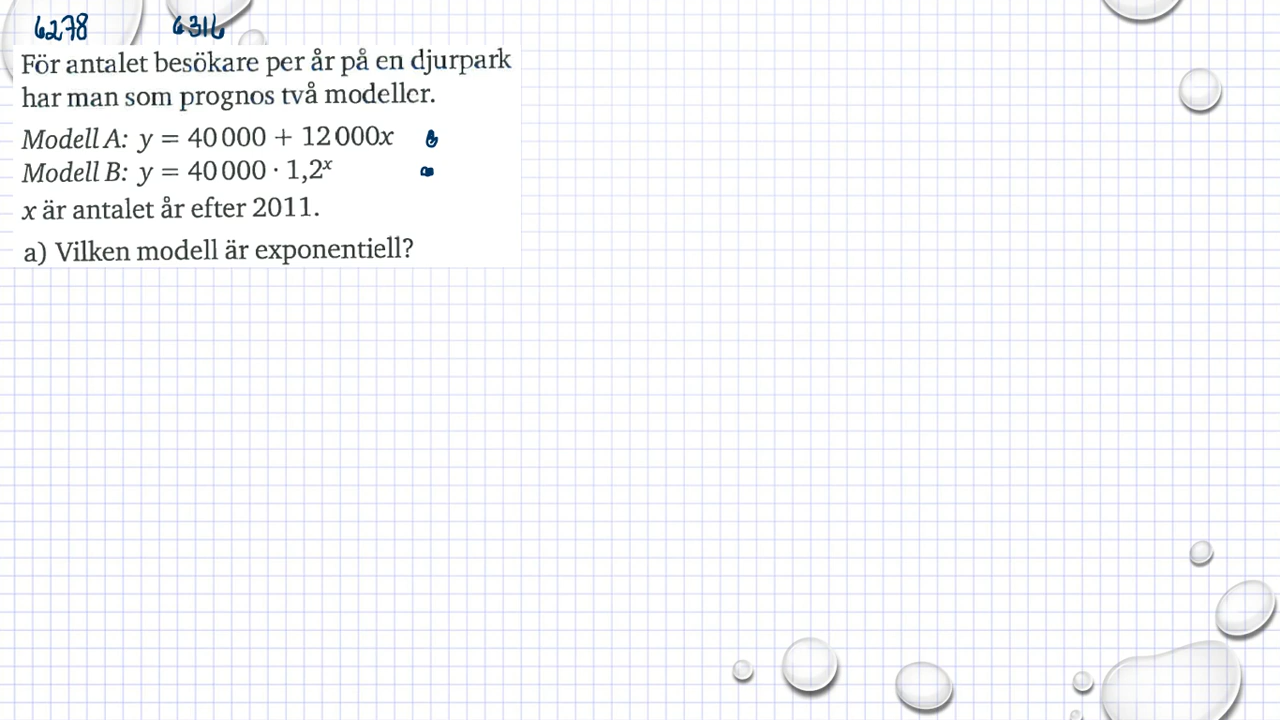 6278 6316
För antalet besökare per år på en djurpark
har man som prognos två modeller.
Modell A: y = 40 000 + 12 000x
Modell B: y = 40 000 · 1,2ˣ
x är antalet år efter 2011.
a) Vilken modell är exponentiell?